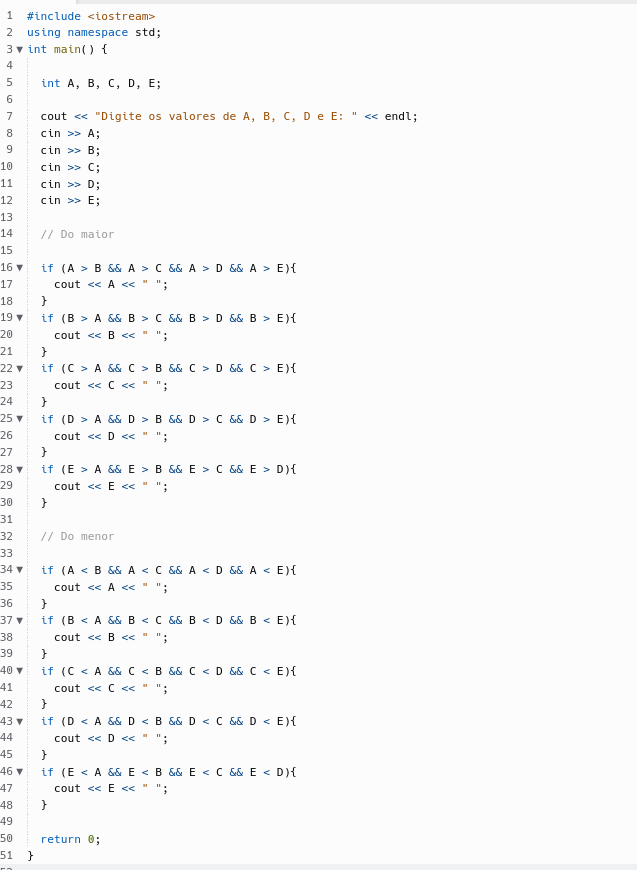 1 #include <iostream>
2 using namespace std;
3 ▼ int main() {
4
5 int A, B, C, D, E;
6
7 cout << "Digite os valores de A, B, C, D e E: " << endl;
8 cin >> A;
9 cin >> B;
10 cin >> C;
11 cin >> D;
12 cin >> E;
13
14 // Do maior
15
16 ▼ if (A > B && A > C && A > D && A > E){
17 cout << A << " ";
18 }
19 ▼ if (B > A && B > C && B > D && B > E){
20 cout << B << " ";
21 }
22 ▼ if (C > A && C > B && C > D && C > E){
23 cout << C << " ";
24 }
25 ▼ if (D > A && D > B && D > C && D > E){
26 cout << D << " ";
27 }
28 ▼ if (E > A && E > B && E > C && E > D){
29 cout << E << " ";
30 }
31
32 // Do menor
33
34 ▼ if (A < B && A < C && A < D && A < E){
35 cout << A << " ";
36 }
37 ▼ if (B < A && B < C && B < D && B < E){
38 cout << B << " ";
39 }
40 ▼ if (C < A && C < B && C < D && C < E){
41 cout << C << " ";
42 }
43 ▼ if (D < A && D < B && D < C && D < E){
44 cout << D << " ";
45 }
46 ▼ if (E < A && E < B && E < C && E < D){
47 cout << E << " ";
48 }
49
50 return 0;
51 }